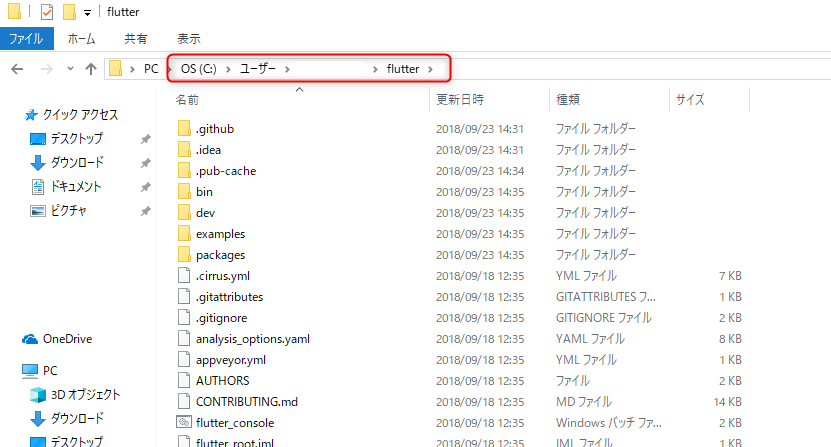 flutter
ファイル ホーム 共有 表示
PC > OS (C:) > ユーザー > > flutter >
名前 更新日時 種類 サイズ
クイック アクセス
デスクトップ
ダウンロード
ドキュメント
ピクチャ
OneDrive
PC
3D オブジェクト
ダウンロード
デスクトップ
.github 2018/09/23 14:31 ファイル フォルダー
.idea 2018/09/23 14:31 ファイル フォルダー
.pub-cache 2018/09/23 14:34 ファイル フォルダー
bin 2018/09/23 14:35 ファイル フォルダー
dev 2018/09/23 14:35 ファイル フォルダー
examples 2018/09/23 14:35 ファイル フォルダー
packages 2018/09/23 14:35 ファイル フォルダー
.cirrus.yml 2018/09/18 12:35 YML ファイル 7 KB
.gitattributes 2018/09/18 12:35 GITATTRIBUTES フ... 1 KB
.gitignore 2018/09/18 12:35 GITIGNORE ファイル 2 KB
analysis_options.yaml 2018/09/18 12:35 YAML ファイル 8 KB
appveyor.yml 2018/09/18 12:35 YML ファイル 1 KB
AUTHORS 2018/09/18 12:35 ファイル 2 KB
CONTRIBUTING.md 2018/09/18 12:35 MD ファイル 14 KB
flutter_console 2018/09/18 12:35 Windows バッチ ファ... 2 KB
flutter_root.iml 2018/09/18 12:35 IML ファイル 1 KB